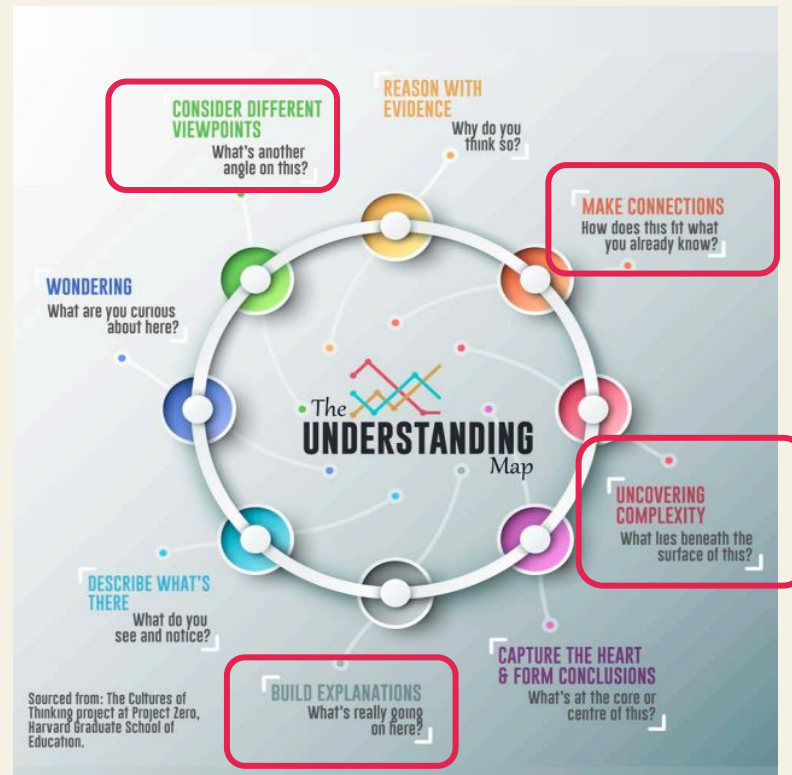 REASON WITH
EVIDENCE
Why do you
think so?
CONSIDER DIFFERENT
VIEWPOINTS
What's another
angle on this?
MAKE CONNECTIONS
How does this fit what
you already know?
WONDERING
What are you curious
about here?
The
UNDERSTANDING
Map
UNCOVERING
COMPLEXITY
What lies beneath the
surface of this?
DESCRIBE WHAT'S
THERE
What do you
see and notice?
CAPTURE THE HEART
& FORM CONCLUSIONS
What's at the core or
centre of this?
BUILD EXPLANATIONS
What's really going
on here?
Sourced from: The Cultures of
Thinking project at Project Zero,
Harvard Graduate School of
Education.